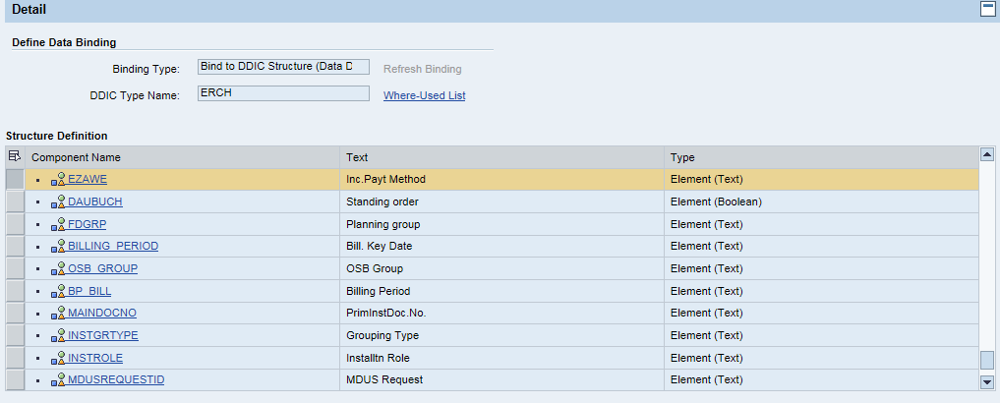 Detail
Define Data Binding
Binding Type: Bind to DDIC Structure (Data D Refresh Binding
DDIC Type Name: ERCH Where-Used List
Structure Definition
Component Name Text Type
EZAWE Inc.Payt Method Element (Text)
DAUBUCH Standing order Element (Boolean)
FDGRP Planning group Element (Text)
BILLING_PERIOD Bill. Key Date Element (Text)
OSB_GROUP OSB Group Element (Text)
BP_BILL Billing Period Element (Text)
MAINDOCNO PrimInstDoc.No. Element (Text)
INSTGRTYPE Grouping Type Element (Text)
INSTROLE Installtn Role Element (Text)
MDUSREQUESTID MDUS Request Element (Text)